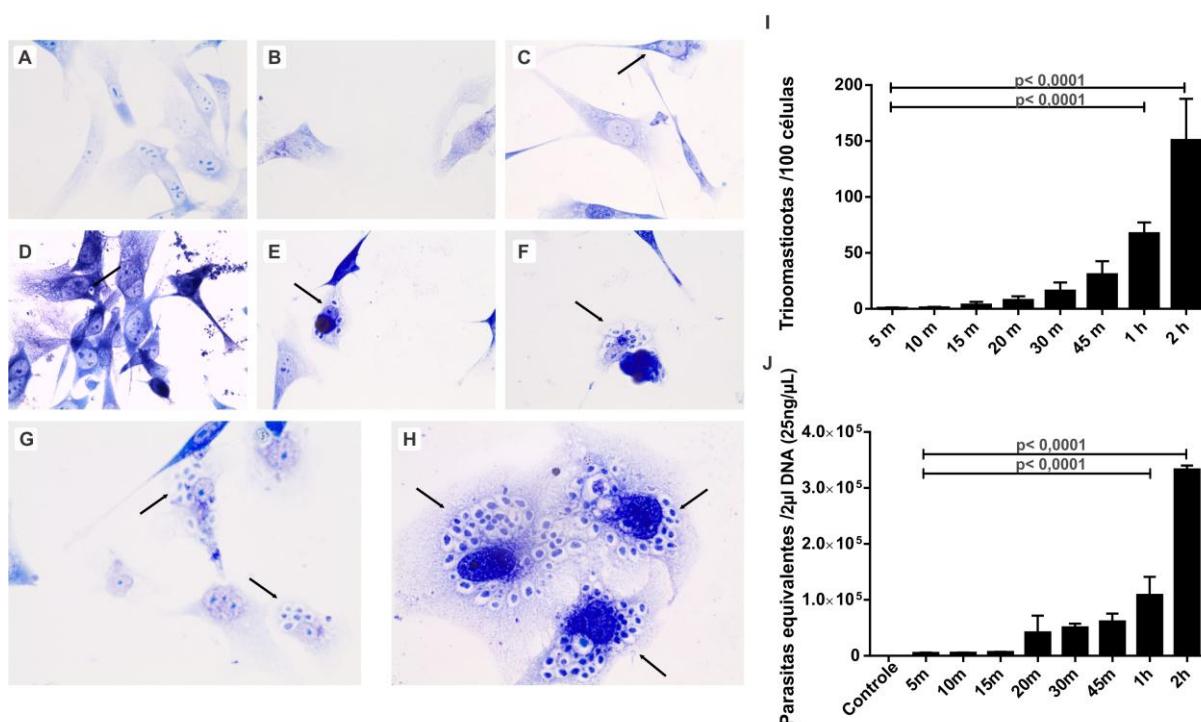 A
B
C
D
E
F
G
H
I
Tripomastigotas /100 células
200
150
100
50
0
p< 0,0001
p< 0,0001
5 m
10 m
15 m
20 m
30 m
45 m
1 h
2 h
J
Parasitas equivalentes /2µl DNA (25ng/µL)
4.0×10⁵
3.0×10⁵
2.0×10⁵
1.0×10⁵
0
p< 0,0001
p< 0,0001
Controle
5m
10m
15m
20m
30m
45m
1h
2h